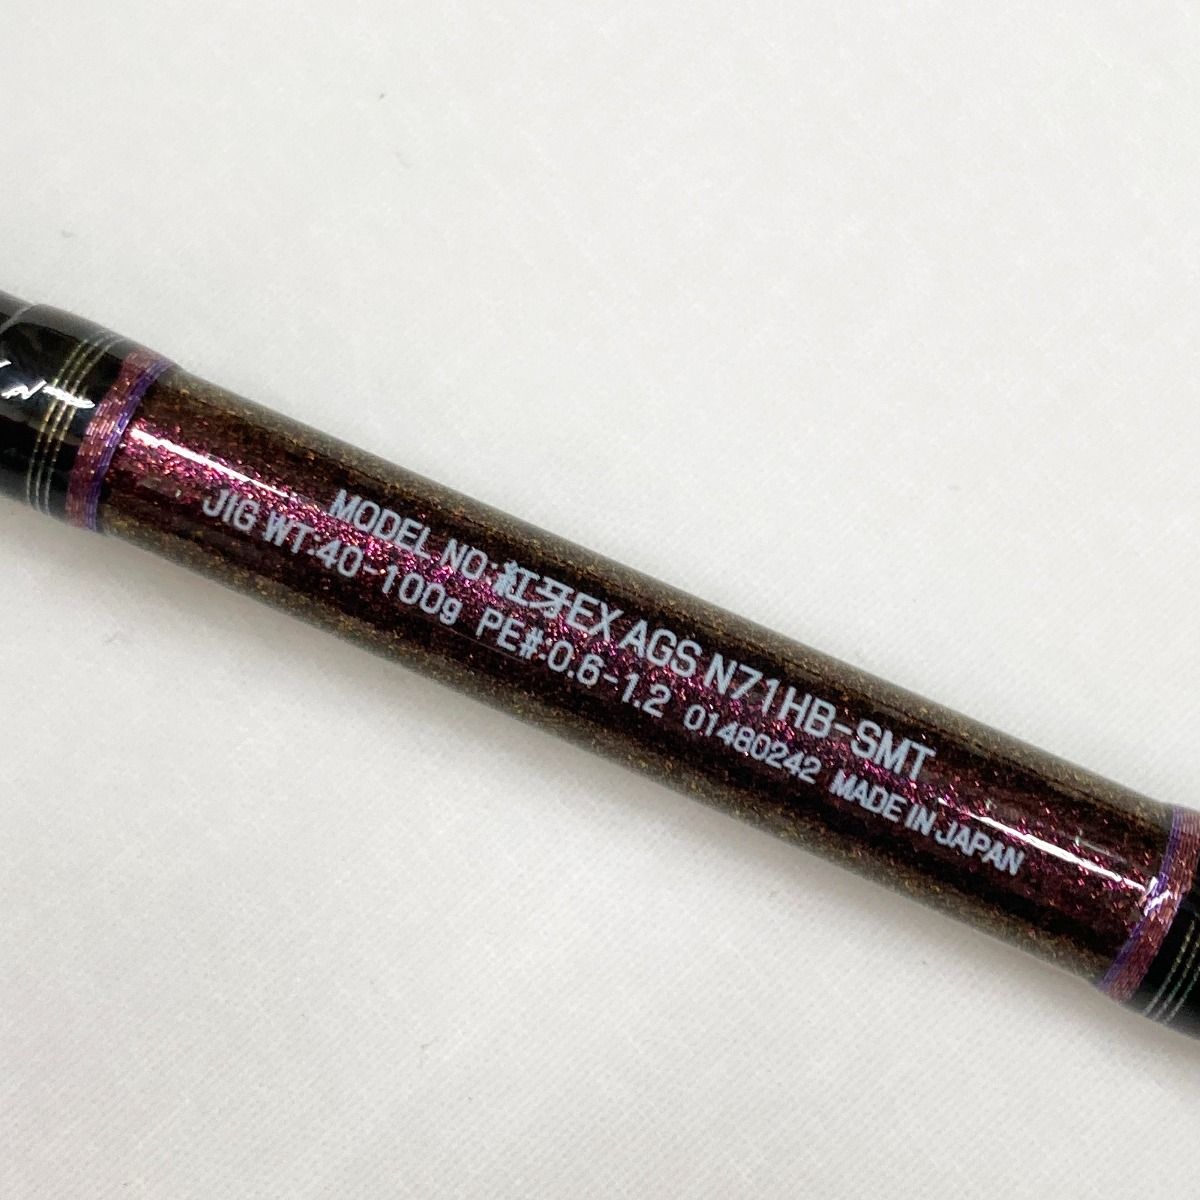 MODEL NO:紅牙EX AGS N71HB-SMT
JIG WT:40-100g PE#:0.6-1.2 01480242 MADE IN JAPAN